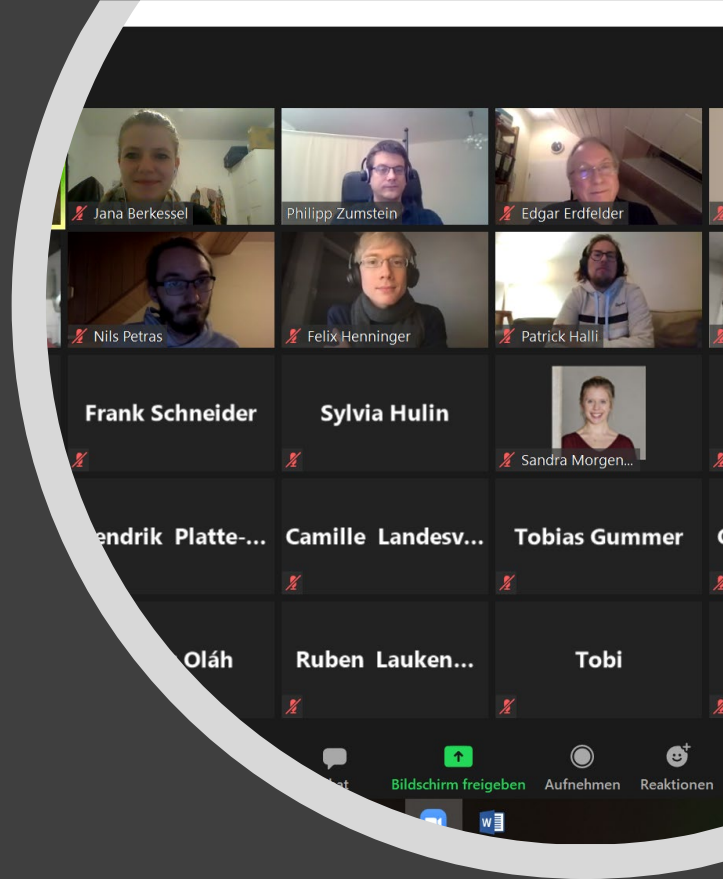 Jana Berkessel
Philipp Zumstein
Edgar Erdfelder
Nils Petras
Felix Henninger
Patrick Halli
Frank Schneider
Sylvia Hulin
Sandra Morgen...
endrik Platte-...
Camille Landesv...
Tobias Gummer
Oláh
Ruben Lauken...
Tobi
Bildschirm freigeben
Aufnehmen
Reaktionen
W